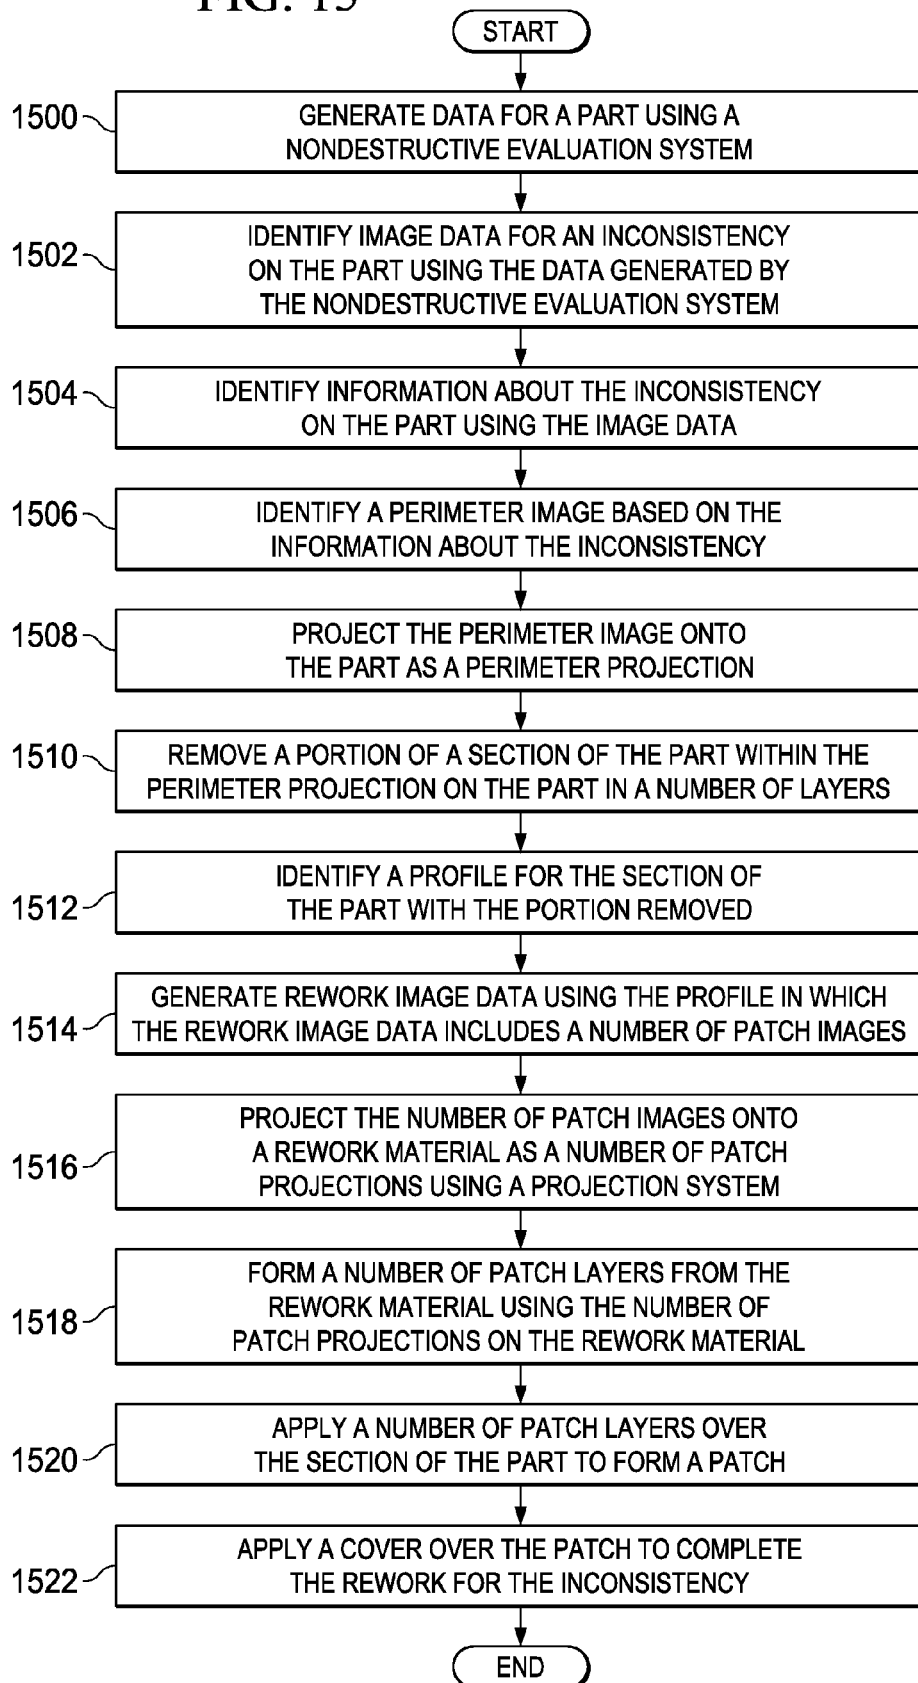 FIG. 15
START
1500
GENERATE DATA FOR A PART USING A
NONDESTRUCTIVE EVALUATION SYSTEM
1502
IDENTIFY IMAGE DATA FOR AN INCONSISTENCY
ON THE PART USING THE DATA GENERATED BY
THE NONDESTRUCTIVE EVALUATION SYSTEM
1504
IDENTIFY INFORMATION ABOUT THE INCONSISTENCY
ON THE PART USING THE IMAGE DATA
1506
IDENTIFY A PERIMETER IMAGE BASED ON THE
INFORMATION ABOUT THE INCONSISTENCY
1508
PROJECT THE PERIMETER IMAGE ONTO
THE PART AS A PERIMETER PROJECTION
1510
REMOVE A PORTION OF A SECTION OF THE PART WITHIN THE
PERIMETER PROJECTION ON THE PART IN A NUMBER OF LAYERS
1512
IDENTIFY A PROFILE FOR THE SECTION OF
THE PART WITH THE PORTION REMOVED
1514
GENERATE REWORK IMAGE DATA USING THE PROFILE IN WHICH
THE REWORK IMAGE DATA INCLUDES A NUMBER OF PATCH IMAGES
1516
PROJECT THE NUMBER OF PATCH IMAGES ONTO
A REWORK MATERIAL AS A NUMBER OF PATCH
PROJECTIONS USING A PROJECTION SYSTEM
1518
FORM A NUMBER OF PATCH LAYERS FROM THE
REWORK MATERIAL USING THE NUMBER OF
PATCH PROJECTIONS ON THE REWORK MATERIAL
1520
APPLY A NUMBER OF PATCH LAYERS OVER
THE SECTION OF THE PART TO FORM A PATCH
1522
APPLY A COVER OVER THE PATCH TO COMPLETE
THE REWORK FOR THE INCONSISTENCY
END